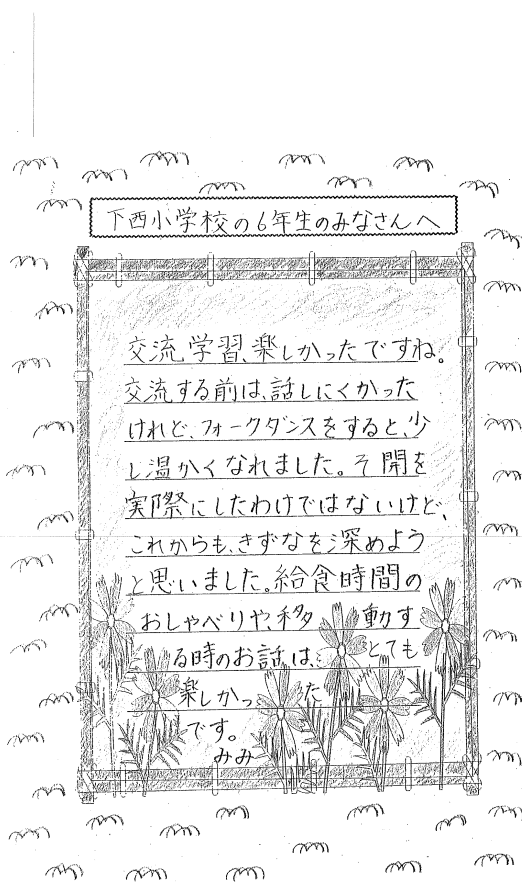 下西小学校の6年生のみなさんへ
交流、学習、楽しかったですね。
交流する前は、話しにくかった
けれど、フォークダンスをすると、少
し温かくなれました。そ 開を
実際にしたわけではないけど、
これからも、きずなを深めよう
と思いました。給食時間の
おしゃべりや、移 動す
る時のお話は、とても
楽しかっ た
です。
みみ